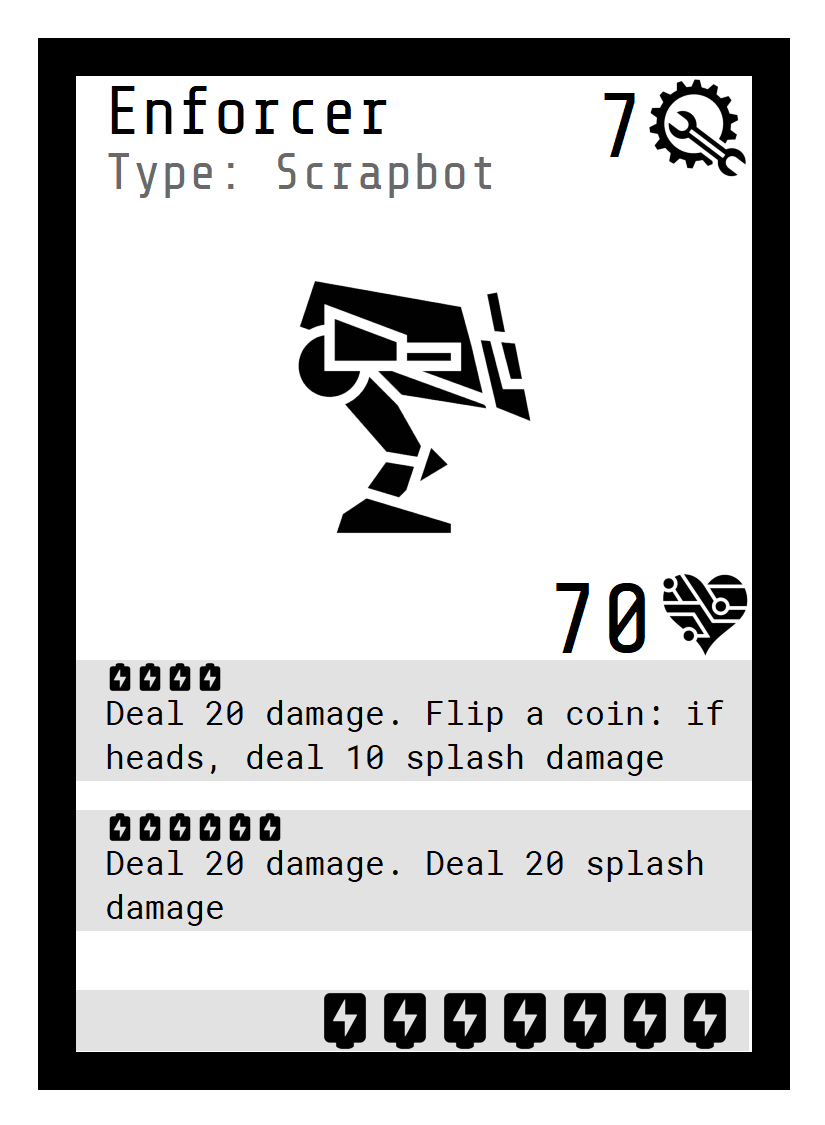 Enforcer
7
Type: Scrapbot
70
Deal 20 damage. Flip a coin: if
heads, deal 10 splash damage
Deal 20 damage. Deal 20 splash
damage